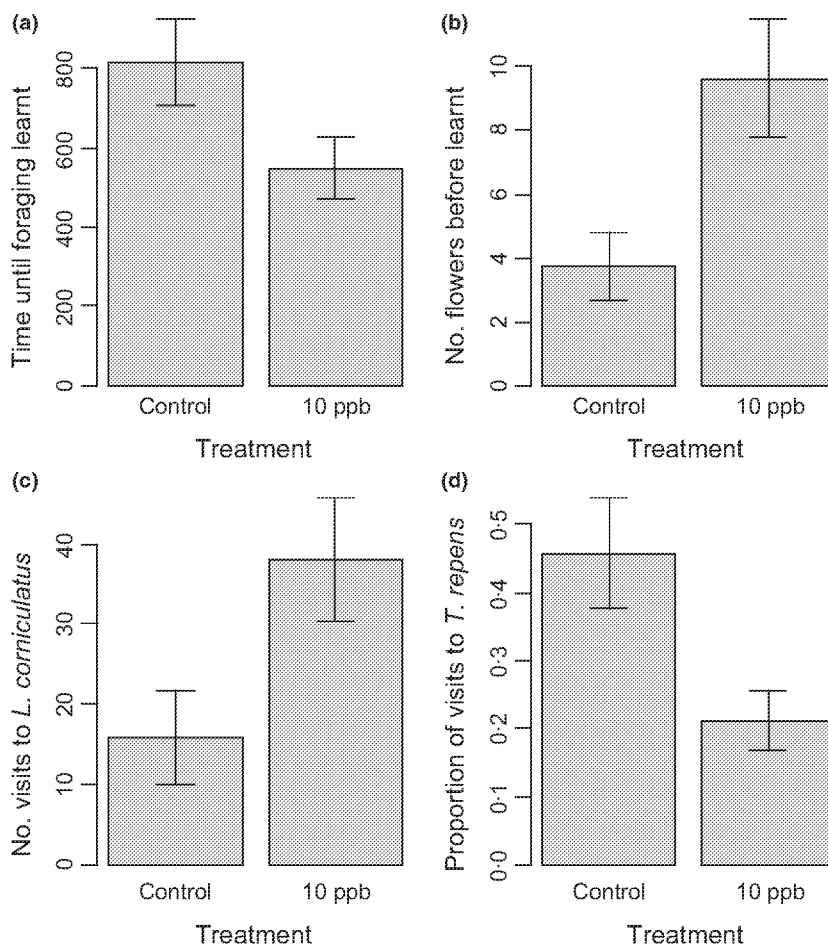 (a)
Time until foraging learnt
800
600
400
200
0
Control
10 ppb
Treatment
(b)
No. flowers before learnt
10
8
6
4
2
0
Control
10 ppb
Treatment
(c)
No. visits to L. corniculatus
40
30
20
10
0
Control
10 ppb
Treatment
(d)
Proportion of visits to T. repens
0·5
0·4
0·3
0·2
0·1
0·0
Control
10 ppb
Treatment